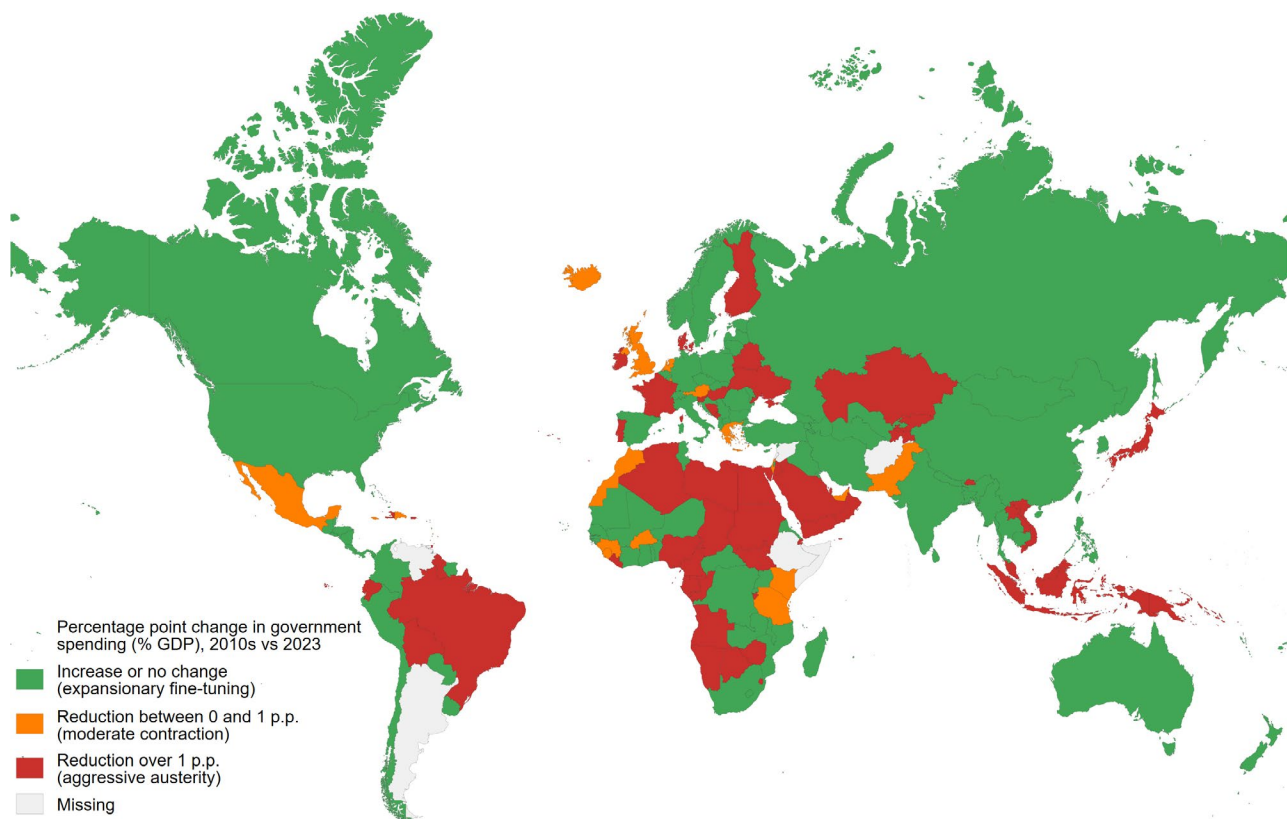 Percentage point change in government
spending (% GDP), 2010s vs 2023
Increase or no change
(expansionary fine-tuning)
Reduction between 0 and 1 p.p.
(moderate contraction)
Reduction over 1 p.p.
(aggressive austerity)
Missing